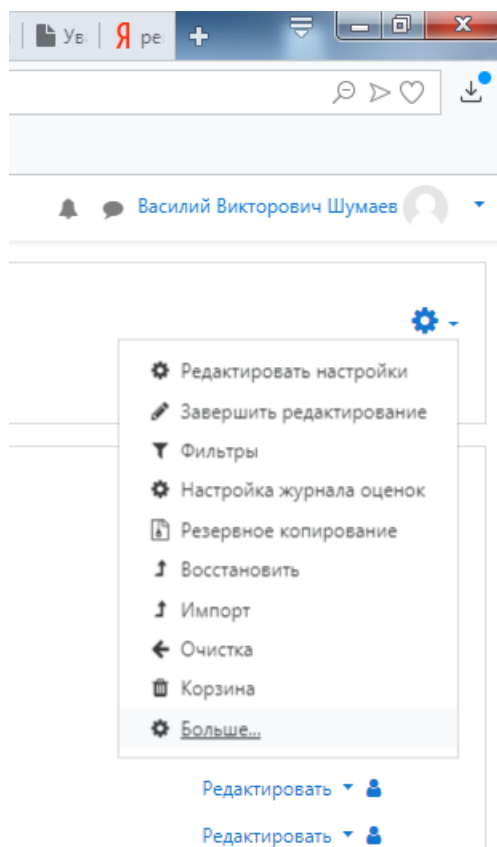 Ув
Я ре
Василий Викторович Шумаев
Редактировать настройки
Завершить редактирование
Фильтры
Настройка журнала оценок
Резервное копирование
Восстановить
Импорт
Очистка
Корзина
Больше...
Редактировать
Редактировать